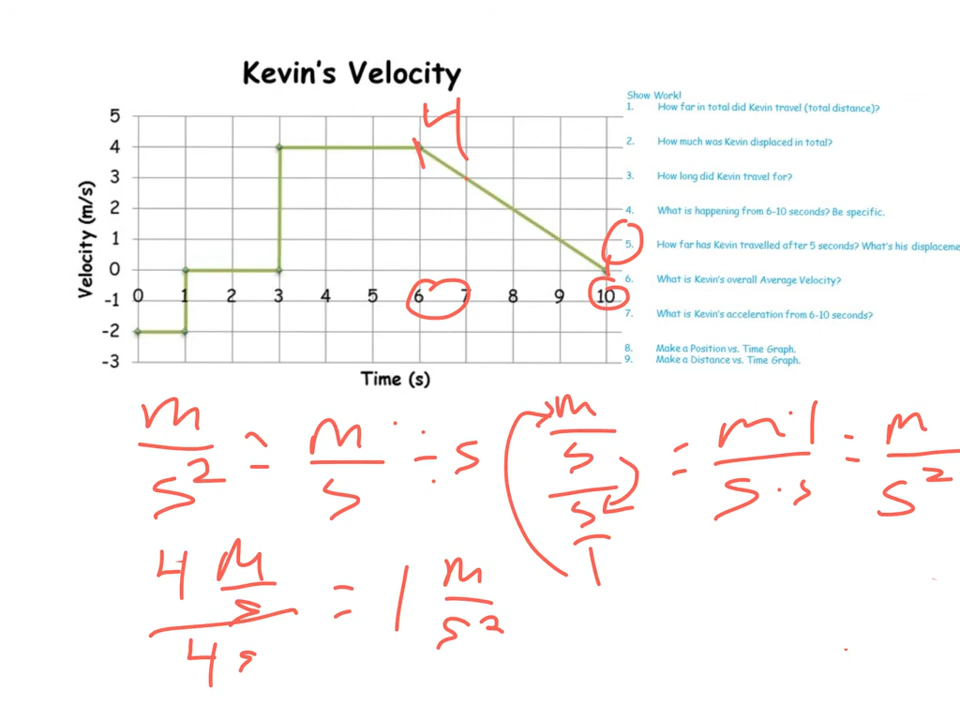 Kevin's Velocity
Show Work!
1. How far in total did Kevin travel (total distance)?
2. How much was Kevin displaced in total?
3. How long did Kevin travel for?
4. What is happening from 6-10 seconds? Be specific.
5. How far has Kevin travelled after 5 seconds? What's his displaceme
6. What is Kevin's overall Average Velocity?
7. What is Kevin's acceleration from 6-10 seconds?
8. Make a Position vs. Time Graph.
9. Make a Distance vs. Time Graph.
Velocity (m/s)
5
4
3
2
1
0
-1
-2
-3
0 1 2 3 4 5 6 7 8 9 10
Time (s)
4
m/s² = m/s ÷ s (m/s)/(s/1) = m·1/s·s = m/s²
4 m/s / 4 s = 1 m/s²